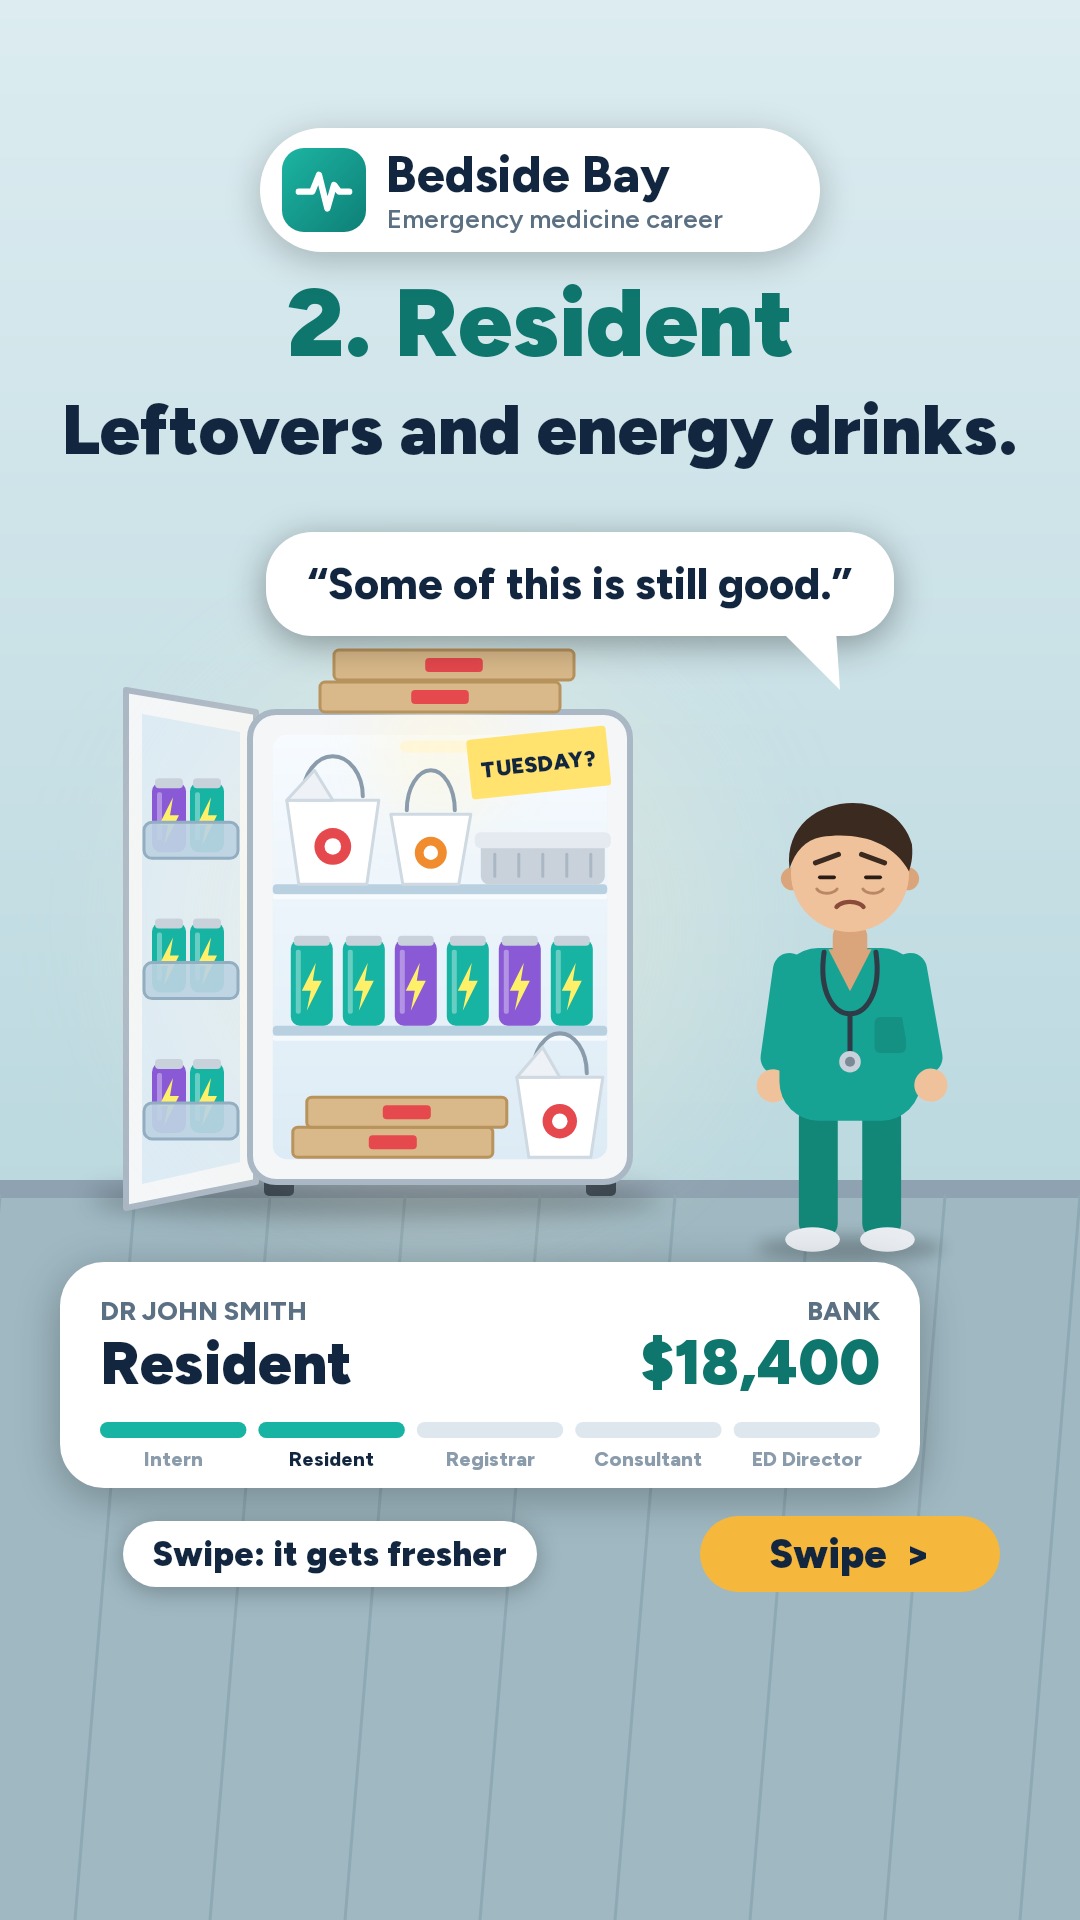 Bedside Bay
Emergency medicine career
2. Resident
Leftovers and energy drinks.
“Some of this is still good.”
TUESDAY?
DR JOHN SMITH
BANK
Resident
$18,400
Intern
Resident
Registrar
Consultant
ED Director
Swipe: it gets fresher
Swipe >